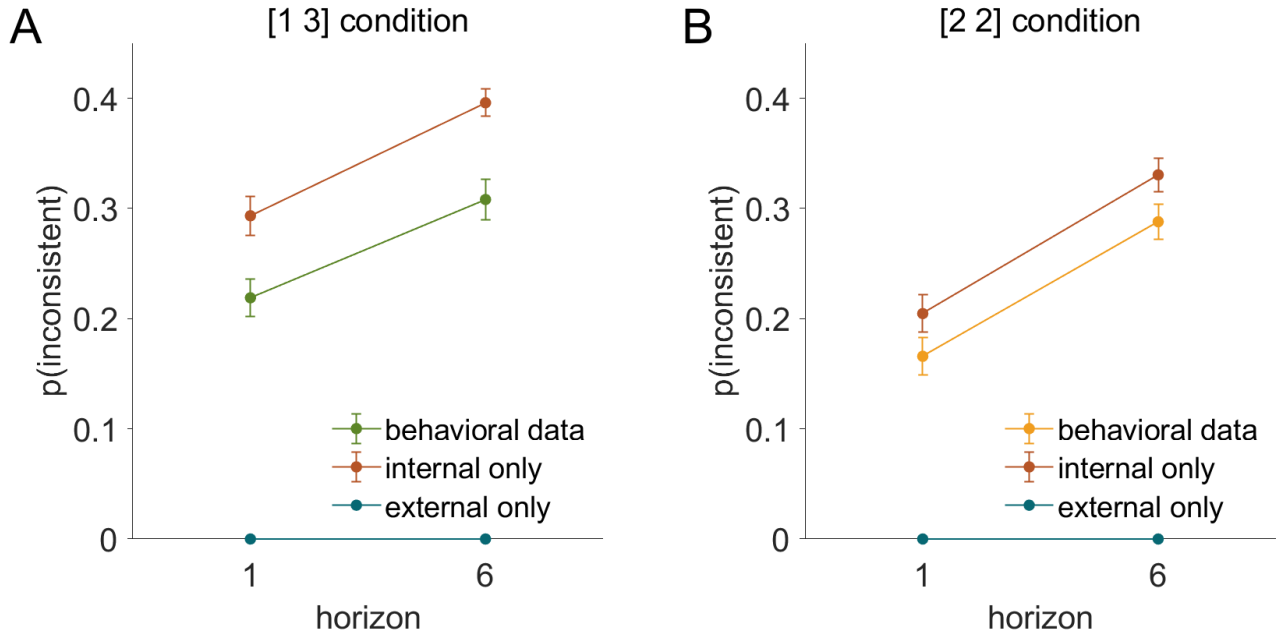 A
[1 3] condition
0.4
0.3
0.2
0.1
0
p(inconsistent)
behavioral data
internal only
external only
1 6
horizon
B
[2 2] condition
0.4
0.3
0.2
0.1
0
p(inconsistent)
behavioral data
internal only
external only
1 6
horizon